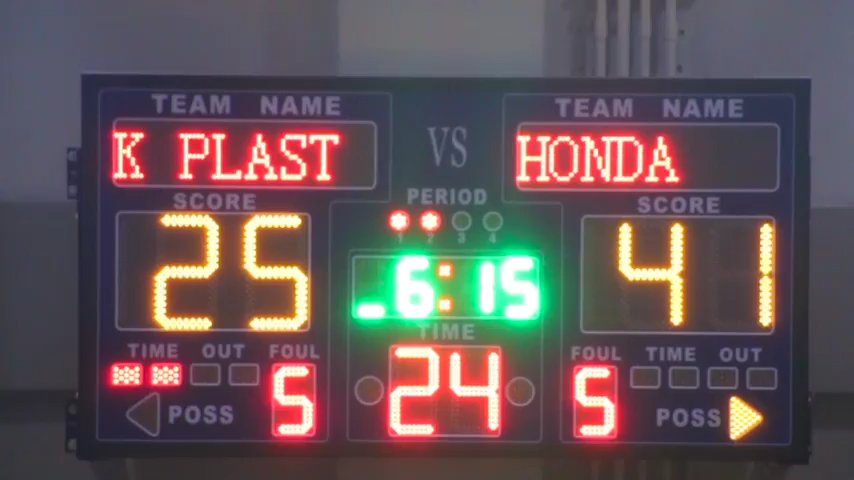 TEAM NAME TEAM NAME
K PLAST VS HONDA
SCORE PERIOD SCORE
1 2 3 4
25 _6:15 41
TIME
TIME OUT FOUL 24 FOUL TIME OUT
5 5
POSS POSS